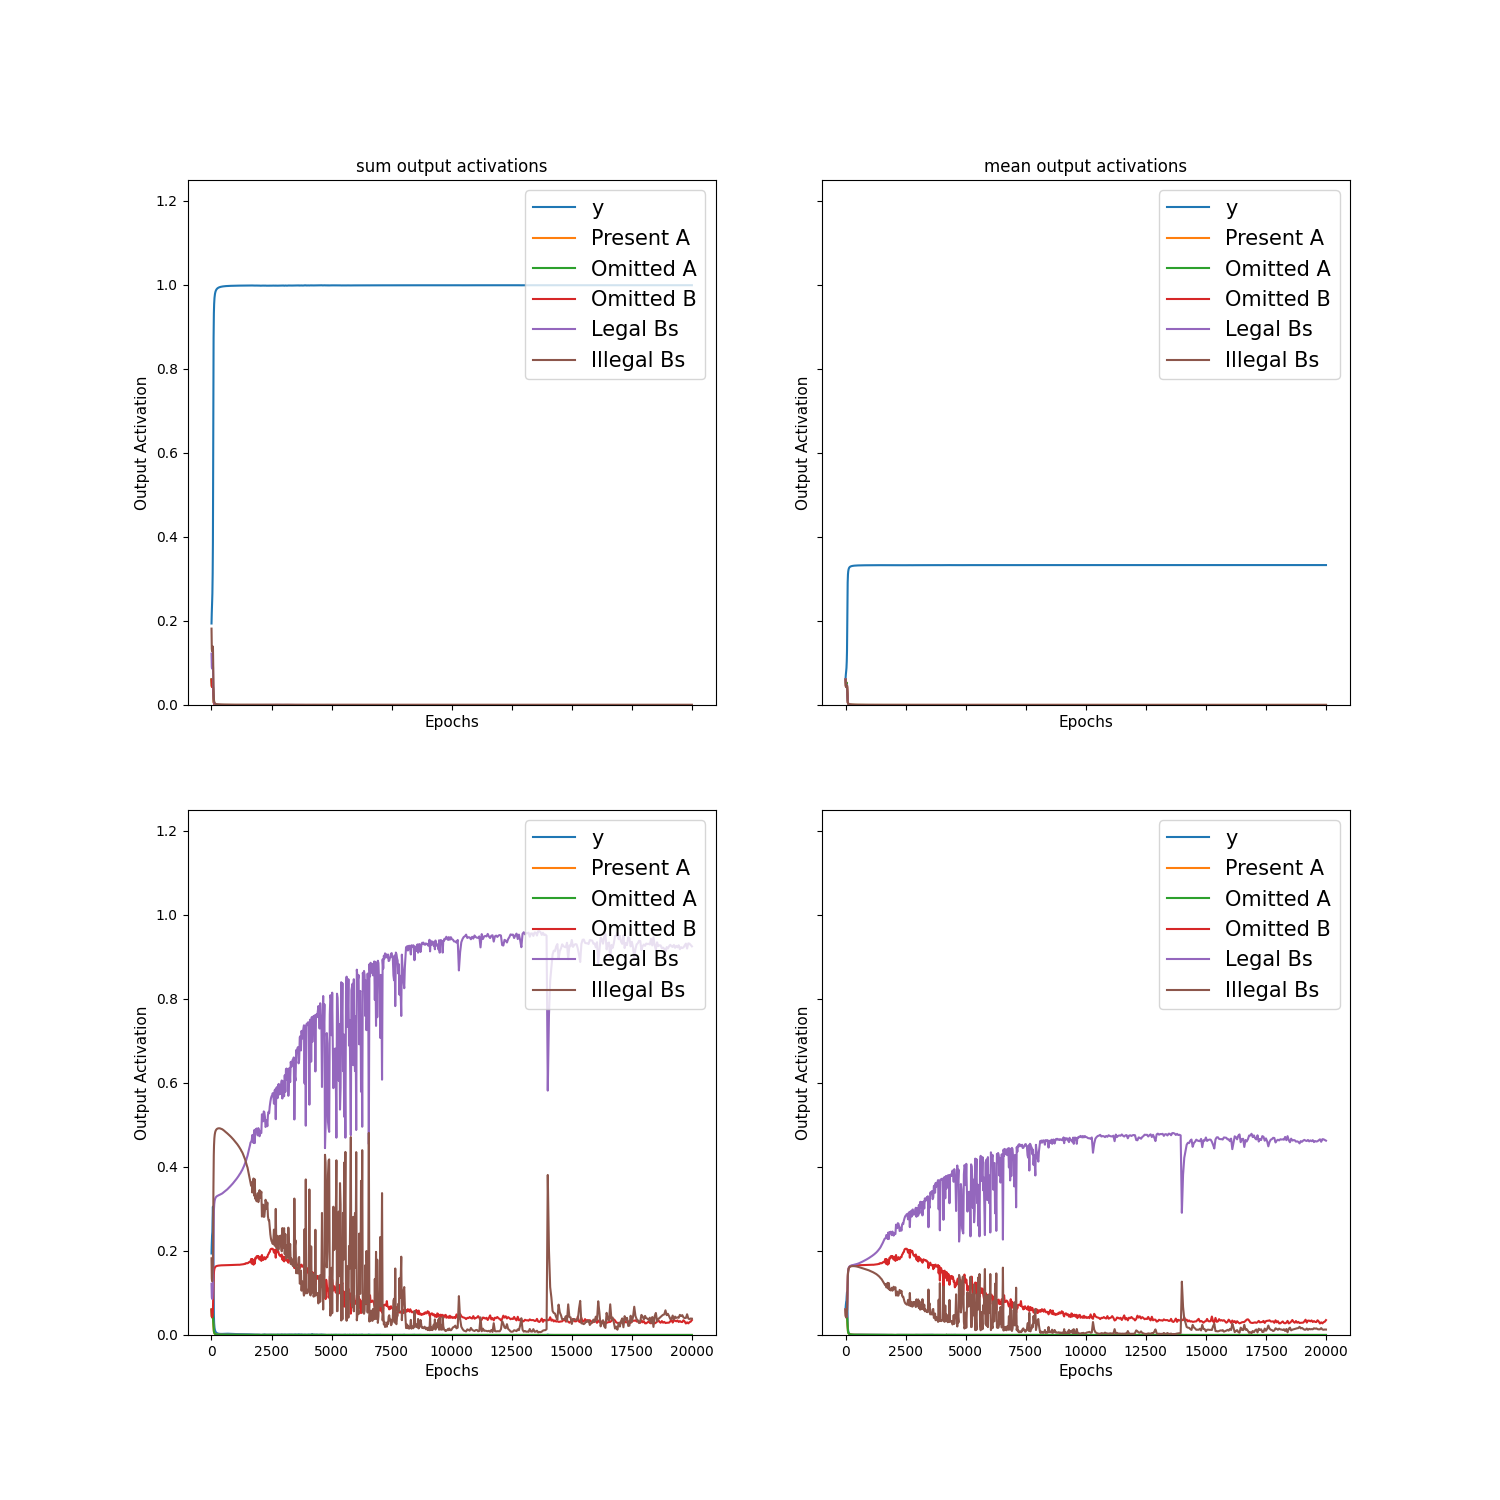 sum output activations
mean output activations
1.2
1.0
0.8
0.6
0.4
0.2
0.0
Output Activation
y
Present A
Omitted A
Omitted B
Legal Bs
Illegal Bs
Epochs
Output Activation
y
Present A
Omitted A
Omitted B
Legal Bs
Illegal Bs
Epochs
1.2
1.0
0.8
0.6
0.4
0.2
0.0
Output Activation
y
Present A
Omitted A
Omitted B
Legal Bs
Illegal Bs
0 2500 5000 7500 10000 12500 15000 17500 20000
Epochs
Output Activation
y
Present A
Omitted A
Omitted B
Legal Bs
Illegal Bs
0 2500 5000 7500 10000 12500 15000 17500 20000
Epochs